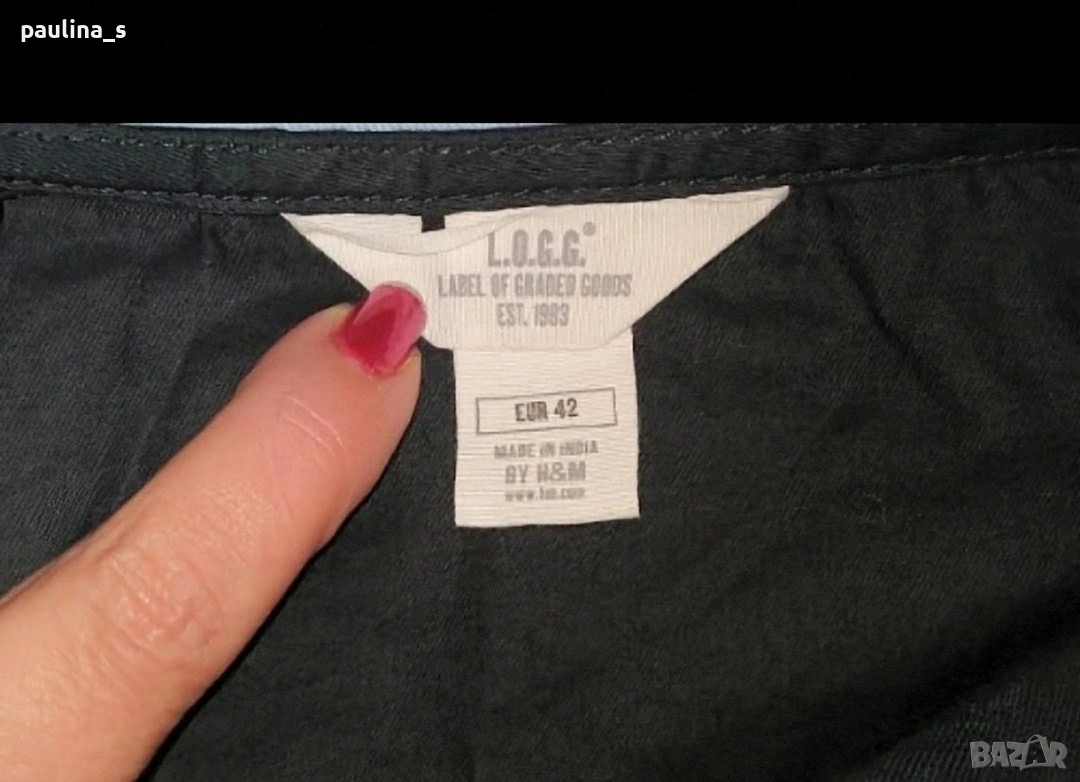 paulina_s
L.O.G.G.®
LABEL OF GRADED GOODS
EST. 1993
EUR 42
MADE IN INDIA
BY H&M
www.hm.com
BAZAR